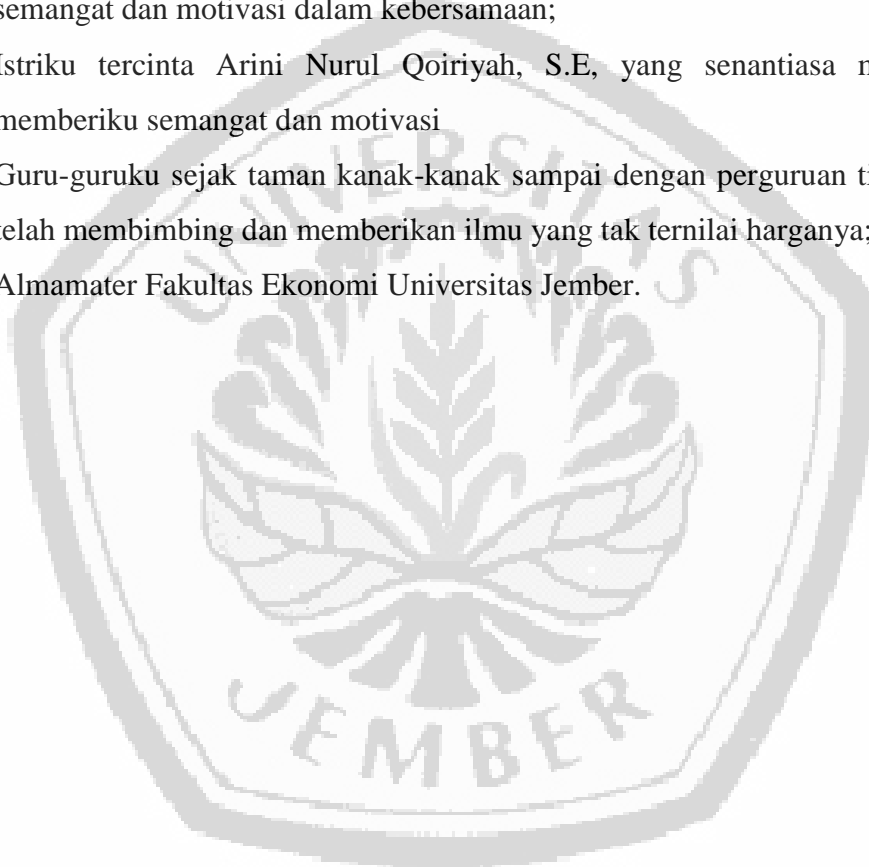 semangat dan motivasi dalam kebersamaan;
Istriku tercinta Arini Nurul Qoiriyah, S.E, yang senantiasa
memberiku semangat dan motivasi
Guru-guruku sejak taman kanak-kanak sampai dengan perguruan
telah membimbing dan memberikan ilmu yang tak ternilai harganya;
Almamater Fakultas Ekonomi Universitas Jember.
UNIVERSITAS
JEMBER